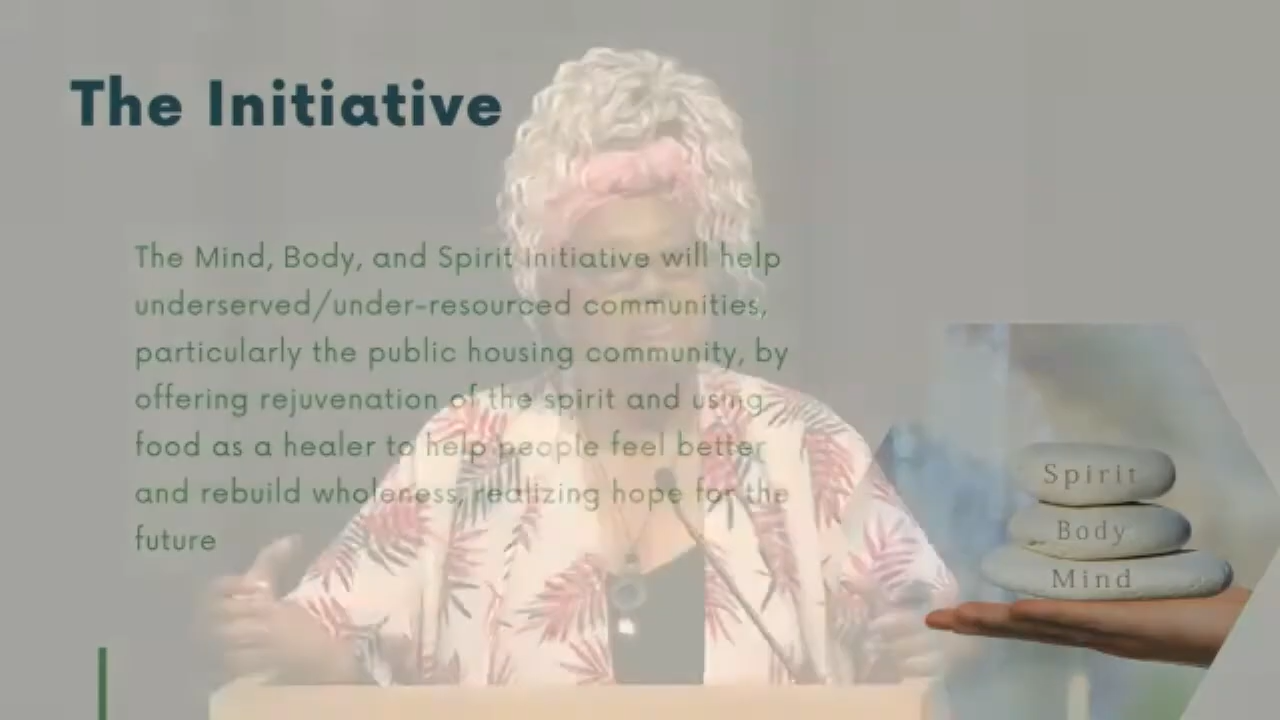 The Initiative
The Mind, Body, and Spirit Initiative will help
underserved/under-resourced communities,
particularly the public housing community, by
offering rejuvenation of the spirit and using
food as a healer to help people feel better
and rebuild wholeness, realizing hope for the
future
Spirit
Body
Mind